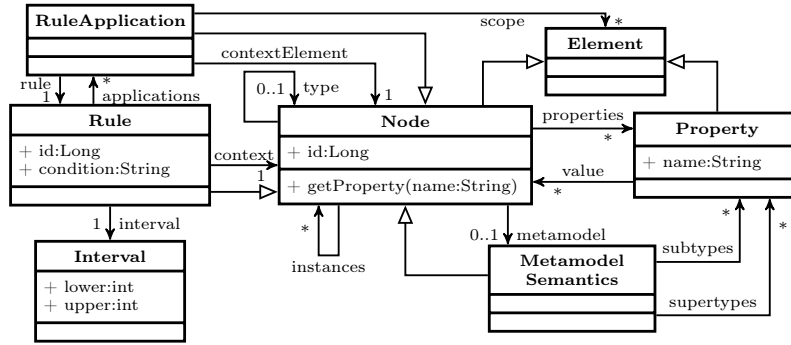 RuleApplication
scope
*
Element
contextElement
rule
1
*
applications
0..1
type
1
Rule
+ id:Long
+ condition:String
context
1
Node
+ id:Long
+ getProperty(name:String)
properties
*
value
*
Property
+ name:String
1
interval
*
instances
0..1
metamodel
*
*
Interval
+ lower:int
+ upper:int
Metamodel
Semantics
subtypes
supertypes